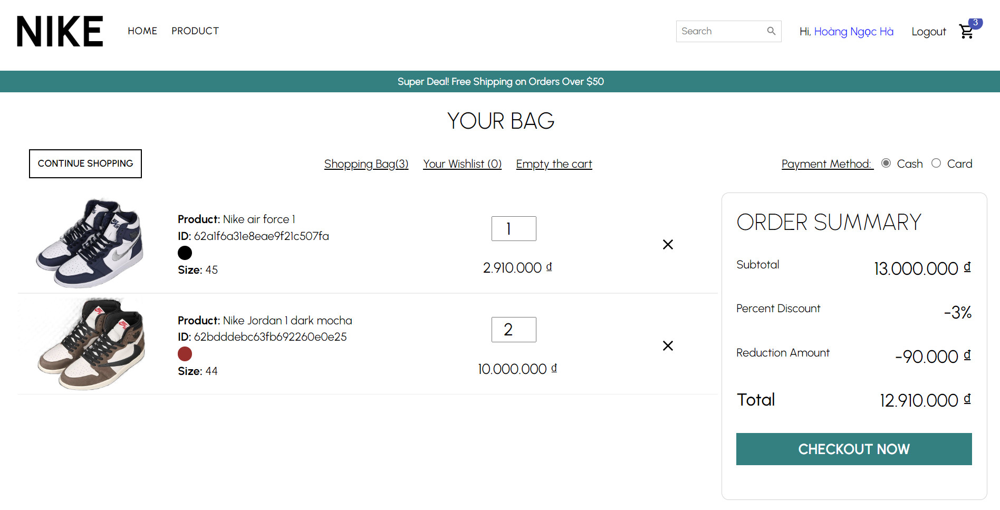 NIKE
HOME
PRODUCT
Search
Hi, Hoàng Ngọc Hà
Logout
3
Super Deal! Free Shipping on Orders Over $50
YOUR BAG
CONTINUE SHOPPING
Shopping Bag(3)
Your Wishlist (0)
Empty the cart
Payment Method:
Cash
Card
Product: Nike air force 1
ID: 62a1f6a31e8eae9f21c507fa
Size: 45
1
2.910.000 ₫
Product: Nike Jordan 1 dark mocha
ID: 62bdddebc63fb692260e0e25
Size: 44
2
10.000.000 ₫
ORDER SUMMARY
Subtotal
13.000.000 ₫
Percent Discount
-3%
Reduction Amount
-90.000 ₫
Total
12.910.000 ₫
CHECKOUT NOW